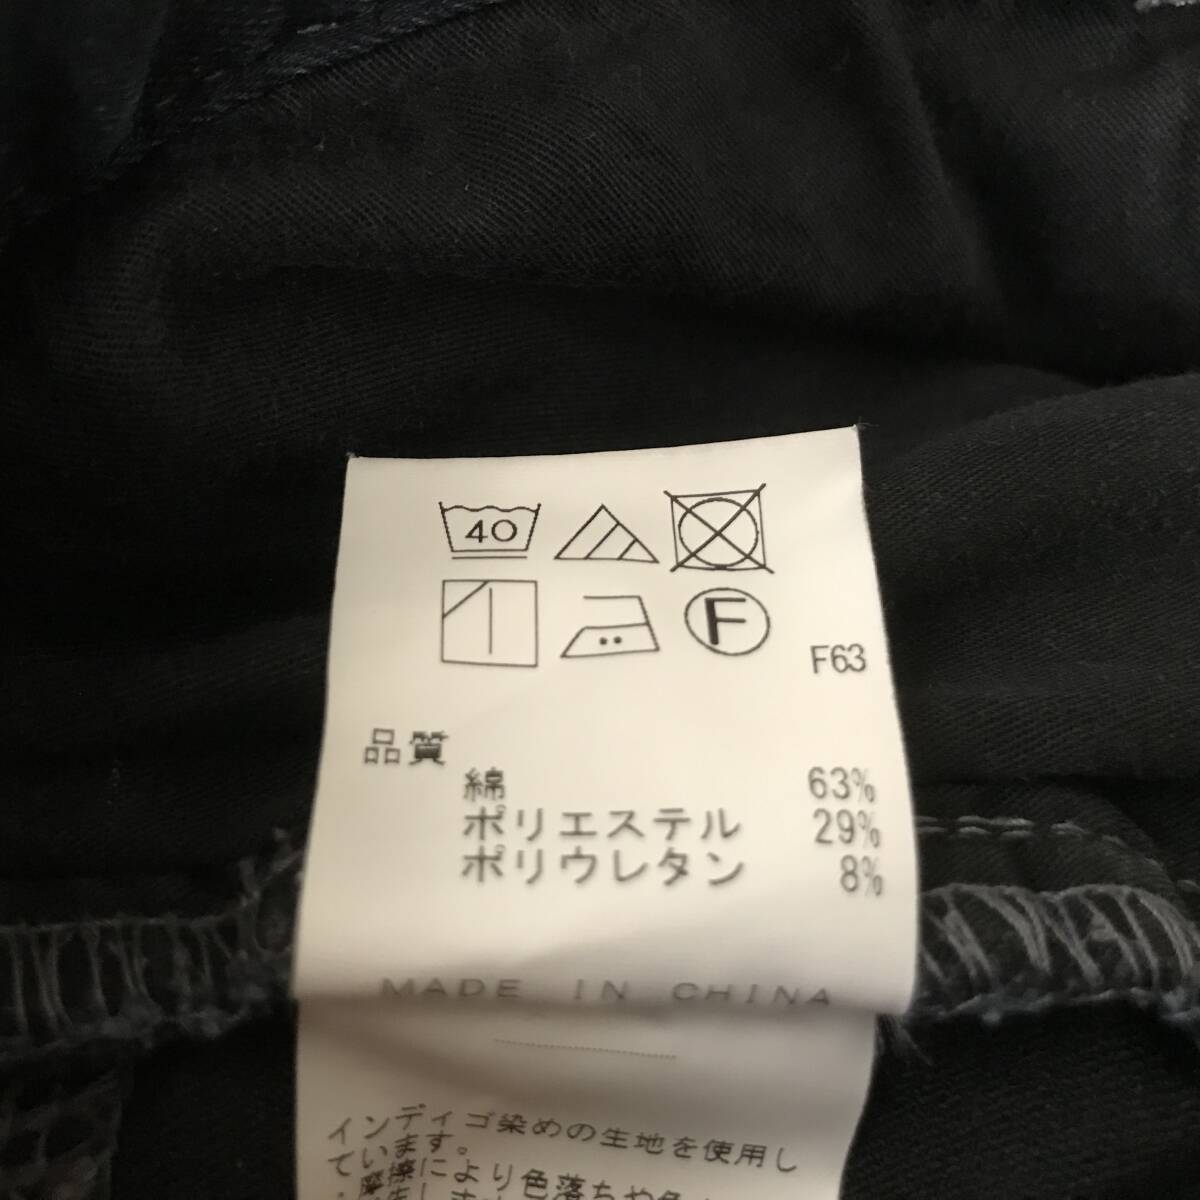 40
F
F63
品質
綿 63%
ポリエステル 29%
ポリウレタン 8%
MADE IN CHINA
インディゴ染めの生地を使用し
ています。
・摩擦により色落ちや色